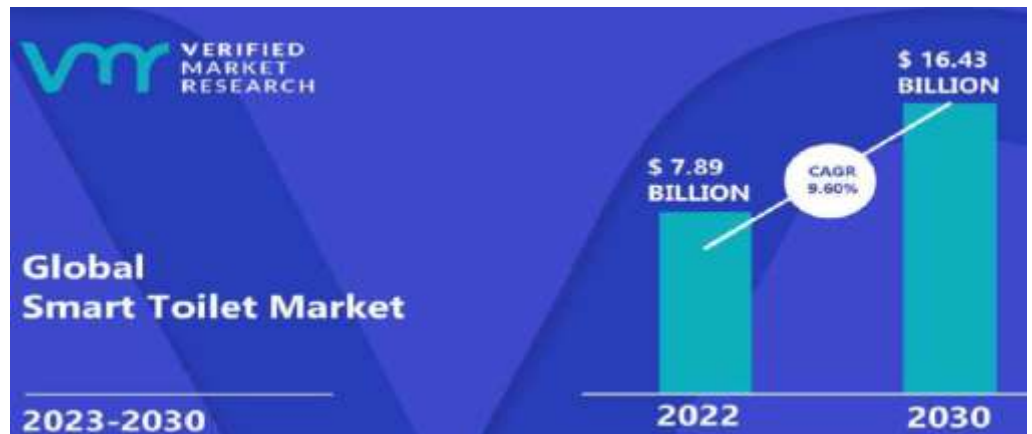 vmr
VERIFIED
MARKET
RESEARCH
Global
Smart Toilet Market
2023-2030
$ 7.89
BILLION
CAGR
9.60%
$ 16.43
BILLION
2022
2030